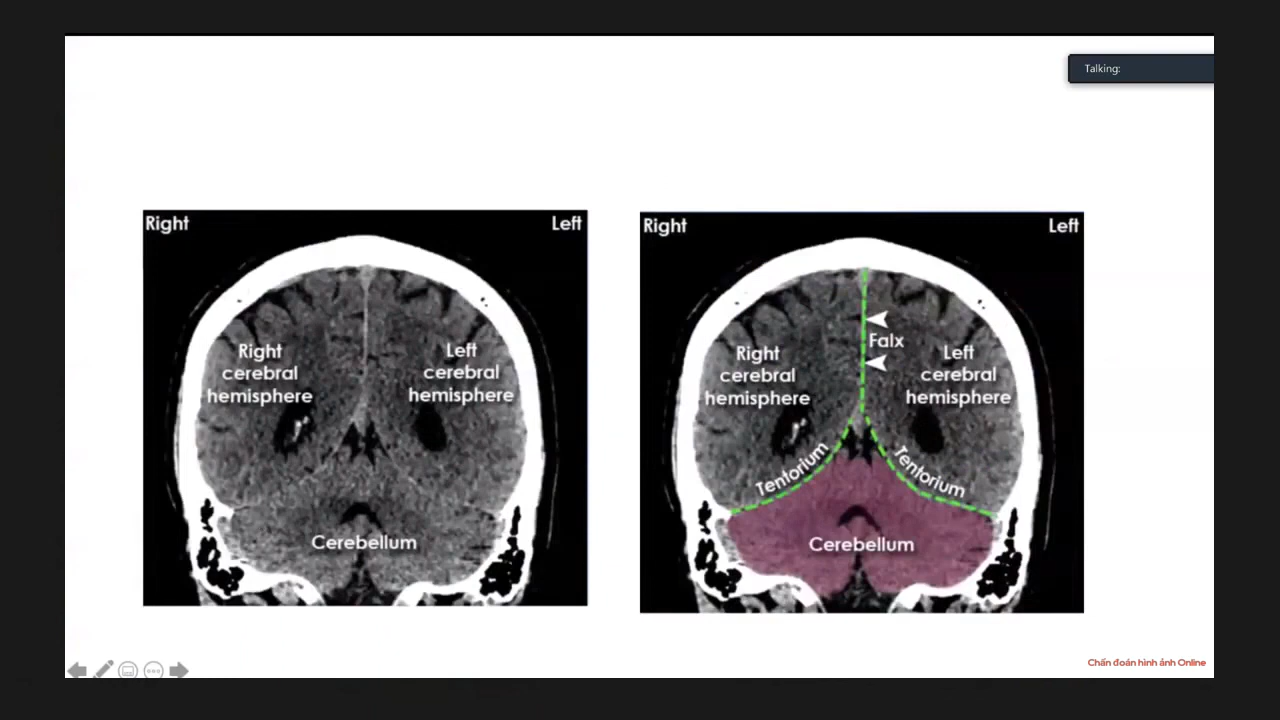 Talking:
Right
Left
Right
cerebral
hemisphere
Left
cerebral
hemisphere
Cerebellum
Right
Left
Falx
Right
cerebral
hemisphere
Left
cerebral
hemisphere
Tentorium
Tentorium
Cerebellum
Chẩn đoán hình ảnh Online